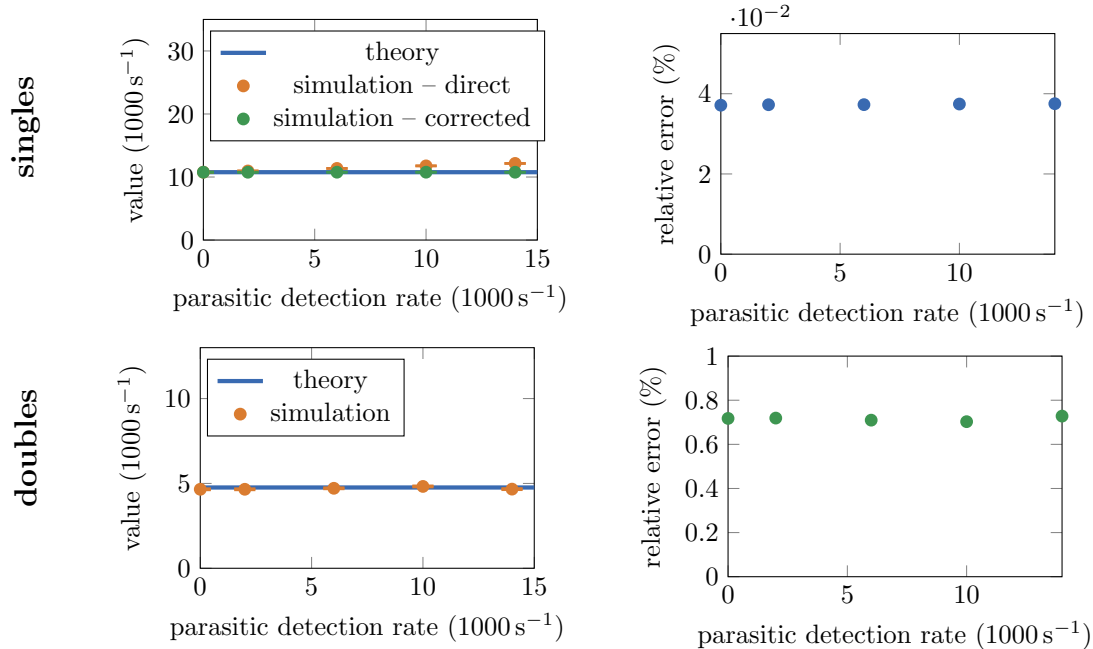 singles
value (1000 s⁻¹)
30
20
10
0
theory
simulation – direct
simulation – corrected
0 5 10 15
parasitic detection rate (1000 s⁻¹)
·10⁻²
relative error (%)
4
2
0
0 5 10
parasitic detection rate (1000 s⁻¹)
doubles
value (1000 s⁻¹)
10
5
0
theory
simulation
0 5 10 15
parasitic detection rate (1000 s⁻¹)
relative error (%)
1
0.8
0.6
0.4
0.2
0
0 5 10
parasitic detection rate (1000 s⁻¹)